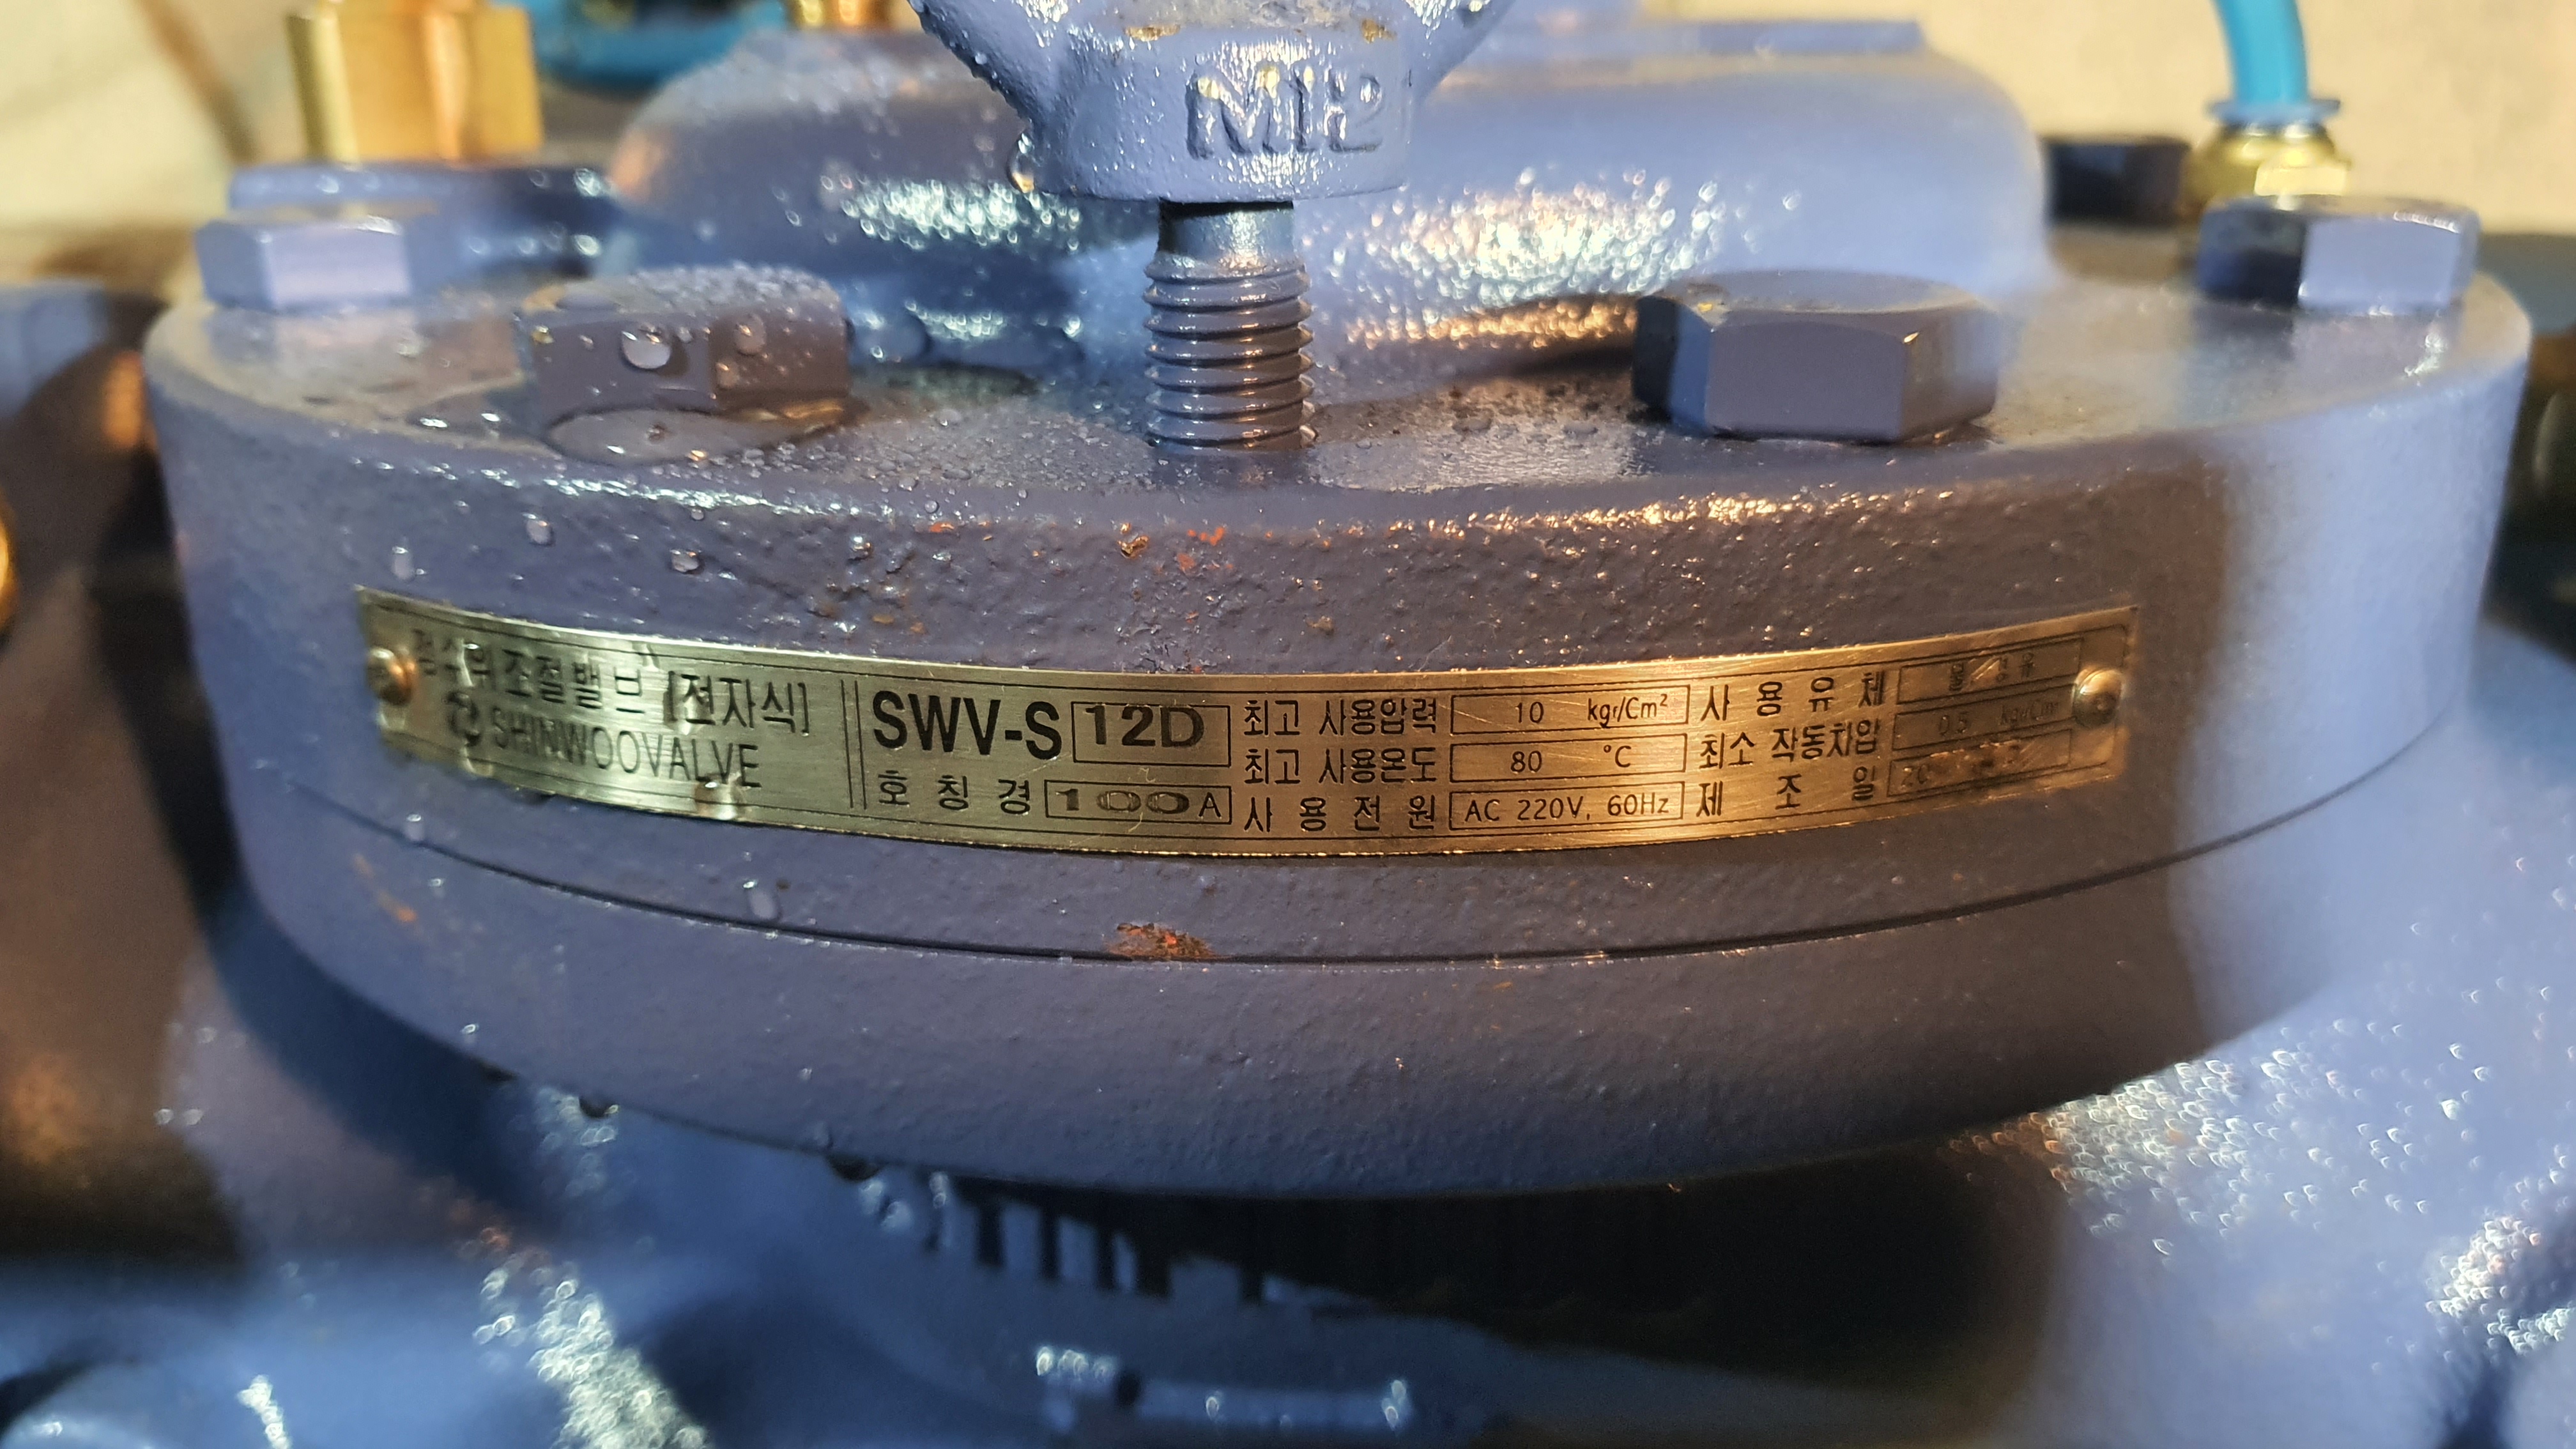 M12
정수위조절밸브 [전자식]
SHINWOOVALVE
SWV-S 12D
호칭경 100A
최고 사용압력 10 kgf/Cm²
최고 사용온도 80 °C
사용전원 AC 220V, 60Hz
사용유체
최소 작동차압 0.5
제조일